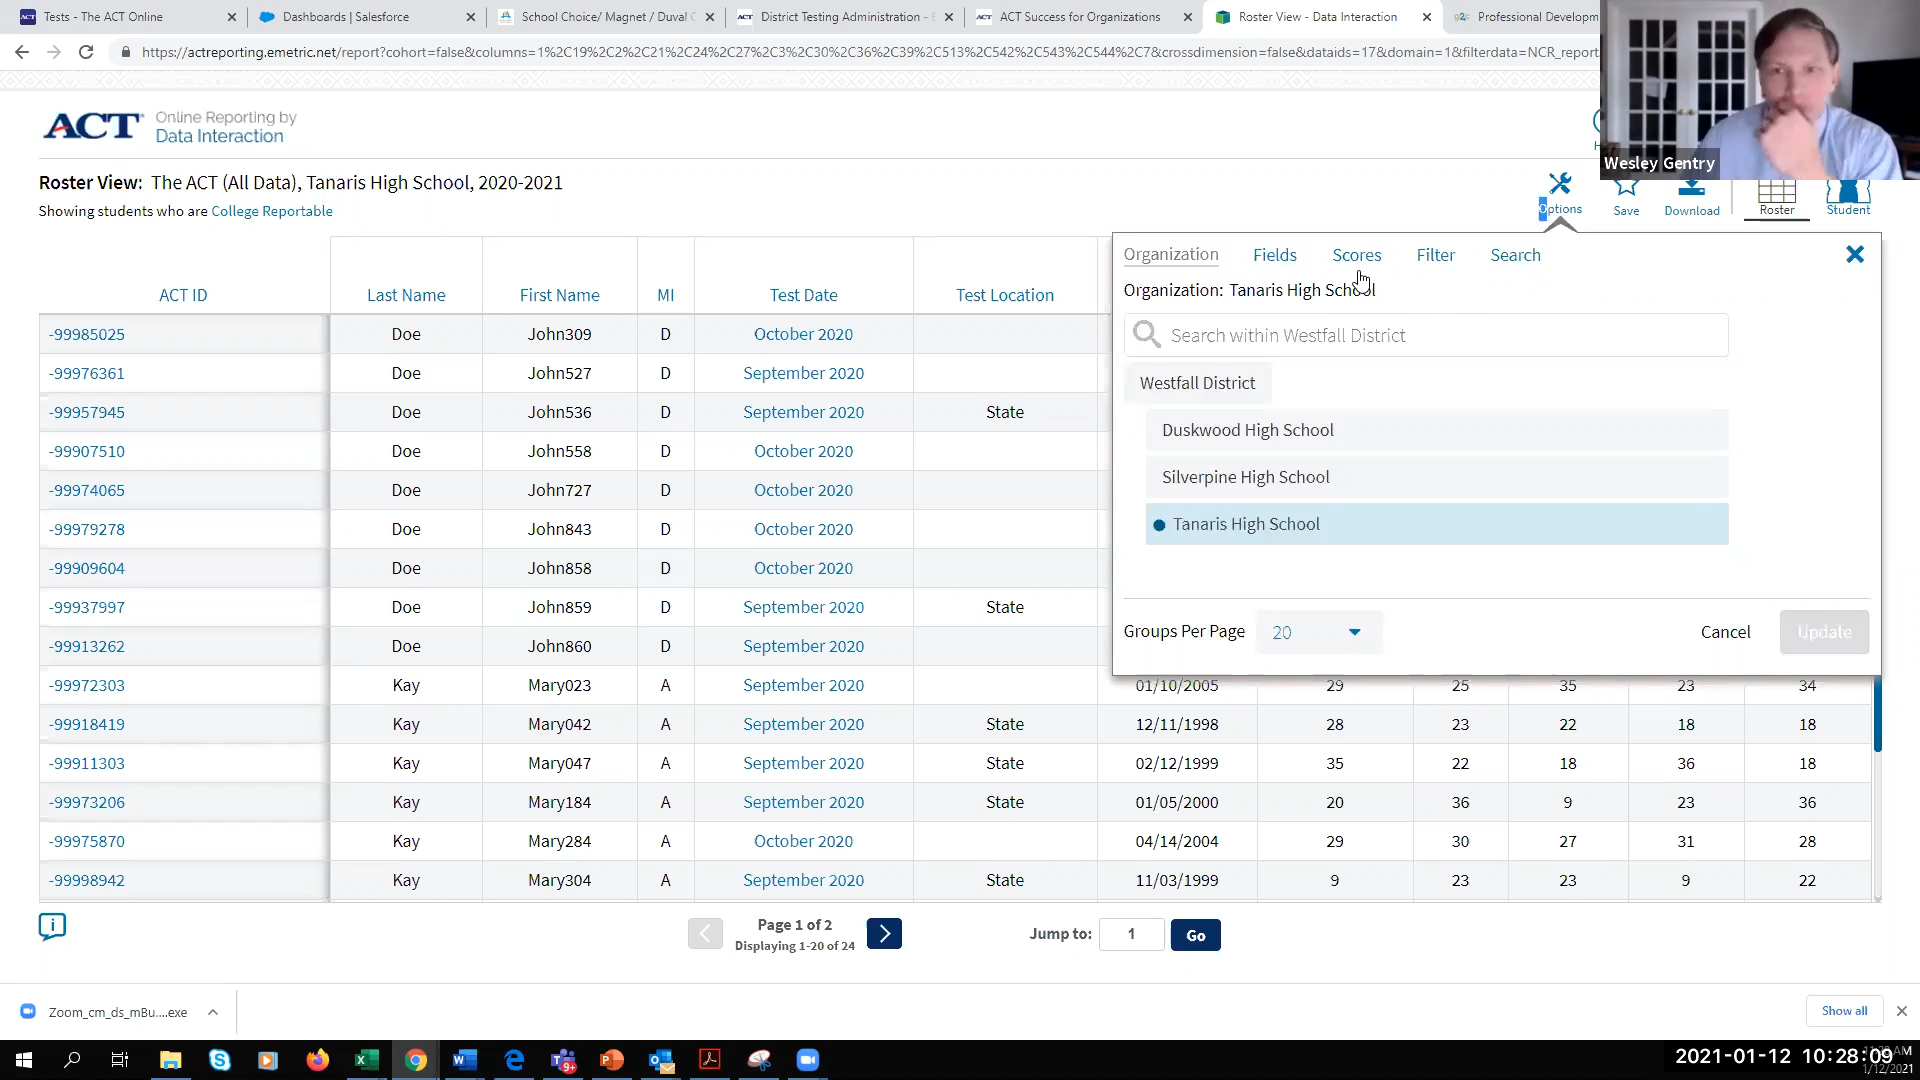 Tests - The ACT Online
Dashboards | Salesforce
School Choice/ Magnet / Duval
District Testing Administration -
ACT Success for Organizations
Roster View - Data Interaction
Professional Developm
https://actreporting.emetric.net/report?cohort=false&columns=1%2C19%2C2%2C21%2C24%2C27%2C3%2C30%2C36%2C39%2C513%2C542%2C543%2C544%2C7&crossdimension=false&dataids=17&domain=1&filterdata=NCR_report
ACT Online Reporting by
Data Interaction
Wesley Gentry
Roster View: The ACT (All Data), Tanaris High School, 2020-2021
Showing students who are College Reportable
Options Save Download Roster Student
Organization Fields Scores Filter Search
Organization: Tanaris High School
Search within Westfall District
Westfall District
Duskwood High School
Silverpine High School
Tanaris High School
Groups Per Page 20 Cancel Update
ACT ID Last Name First Name MI Test Date Test Location
-99985025 Doe John309 D October 2020
-99976361 Doe John527 D September 2020
-99957945 Doe John536 D September 2020 State
-99907510 Doe John558 D October 2020
-99974065 Doe John727 D October 2020
-99979278 Doe John843 D October 2020
-99909604 Doe John858 D October 2020
-99937997 Doe John859 D September 2020 State
-99913262 Doe John860 D September 2020
-99972303 Kay Mary023 A September 2020 01/10/2005 29 25 35 23 34
-99918419 Kay Mary042 A September 2020 State 12/11/1998 28 23 22 18 18
-99911303 Kay Mary047 A September 2020 State 02/12/1999 35 22 18 36 18
-99973206 Kay Mary184 A September 2020 State 01/05/2000 20 36 9 23 36
-99975870 Kay Mary284 A October 2020 04/14/2004 29 30 27 31 28
-99998942 Kay Mary304 A September 2020 State 11/03/1999 9 23 23 9 22
Page 1 of 2
Displaying 1-20 of 24
Jump to: 1 Go
Zoom_cm_ds_mBu....exe
Show all
2021-01-12 10:28:09
1/12/2021